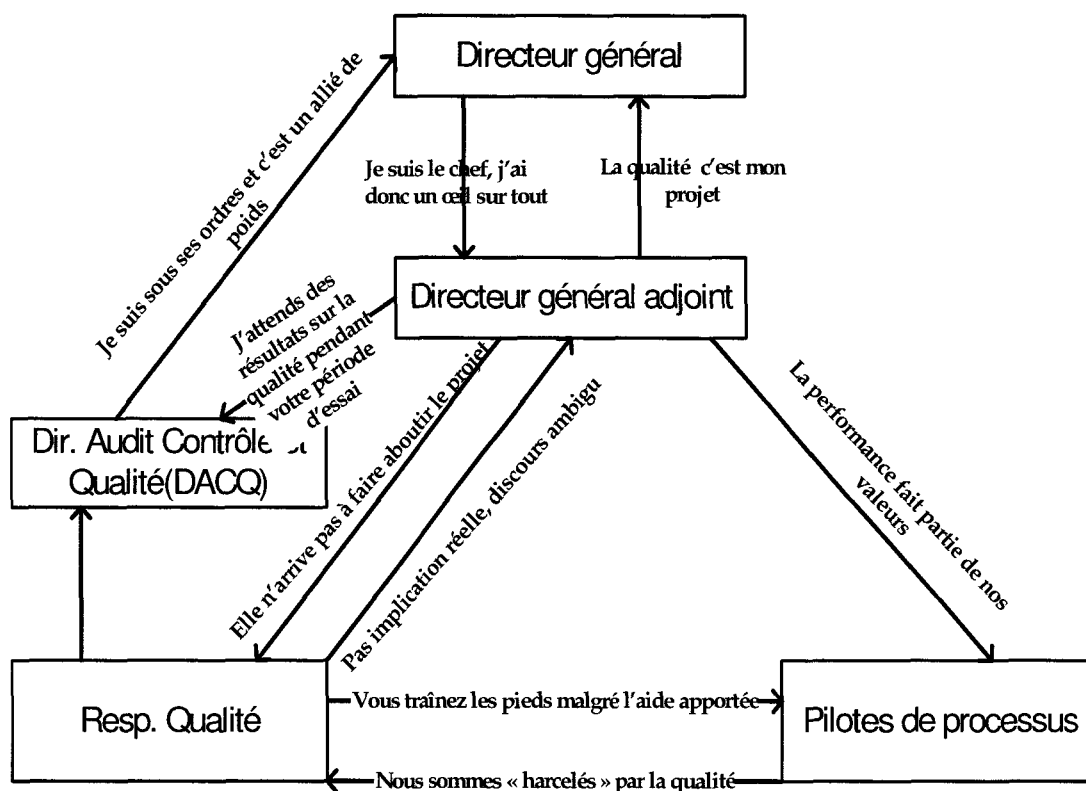 Directeur général
Je suis sous ses ordres et c'est un allié de
poids
Je suis le chef, j'ai
donc un œil sur tout
La qualité c'est mon
projet
Directeur général adjoint
J'attends des
résultats sur la
qualité pendant
votre période
d'essai
Dir. Audit Contrôle
Qualité(DACQ)
Elle n'arrive pas à faire aboutir le projet
Pas implication réelle, discours ambigu
La performance fait partie de nos
valeurs
Resp. Qualité
Vous traînez les pieds malgré l'aide apportée
Pilotes de processus
Nous sommes « harcelés » par la qualité